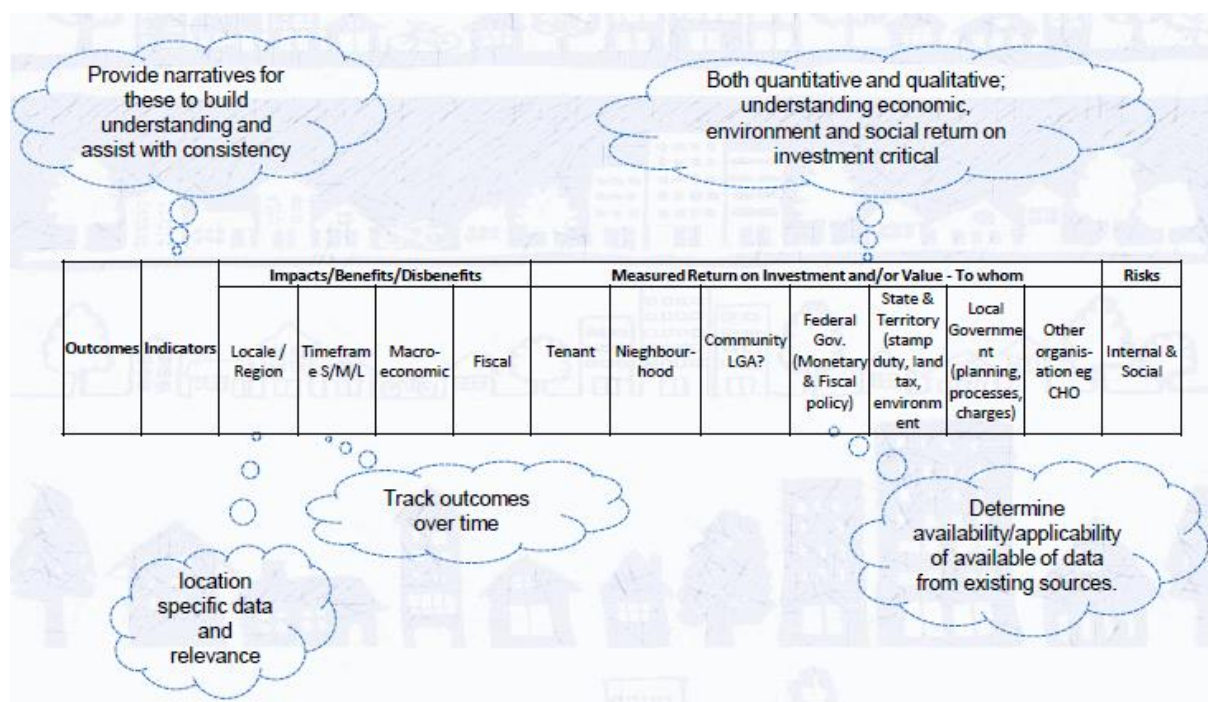 Provide narratives for
these to build
understanding and
assist with consistency
Both quantitative and qualitative;
understanding economic,
environment and social return on
investment critical
Impacts/Benefits/Disbenefits
Measured Return on Investment and/or Value - To whom
Risks
Outcomes
Indicators
Locale /
Region
Timefram
e S/M/L
Macro-
economic
Fiscal
Tenant
Nieghbour-
hood
Community
LGA?
Federal
Gov.
(Monetary
& Fiscal
policy)
State &
Territory
(stamp
duty, land
tax,
environm
ent
Local
Governme
nt
(planning,
processes,
charges)
Other
organis-
ation eg
CHO
Internal &
Social
Track outcomes
over time
location
specific data
and
relevance
Determine
availability/applicability
of available of data
from existing sources.